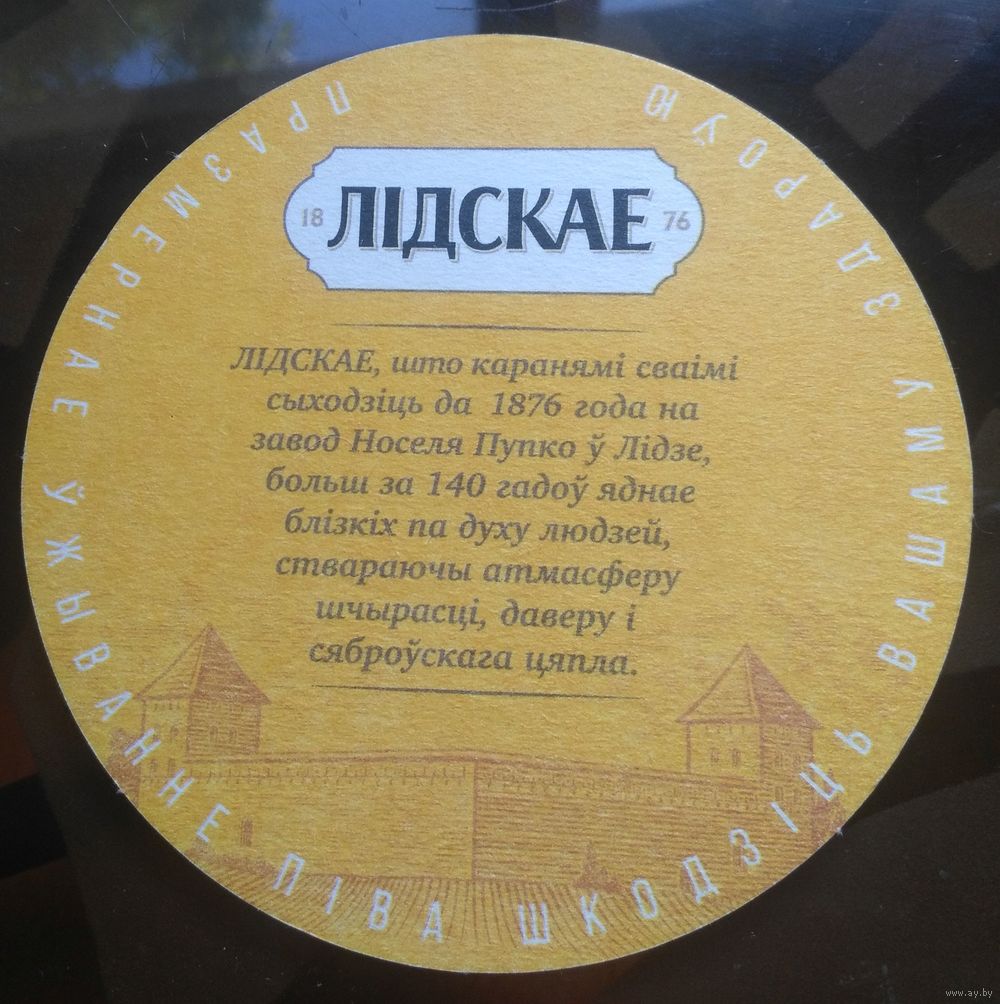 18 ЛІДСКАЕ 76
ЛІДСКАЕ, што каранямі сваімі
сыходзіць да 1876 года на
завод Носеля Пупко ў Лідзе,
больш за 140 гадоў яднае
блізкіх па духу людзей,
ствараючы атмасферу
шчырасці, даверу і
сяброўскага цяпла.
ПРАЗМЕРНАЕ ЎЖЫВАННЕ ПІВА ШКОДЗІЦЬ ВАШАМУ ЗДАРОЎЮ
www.ay.by